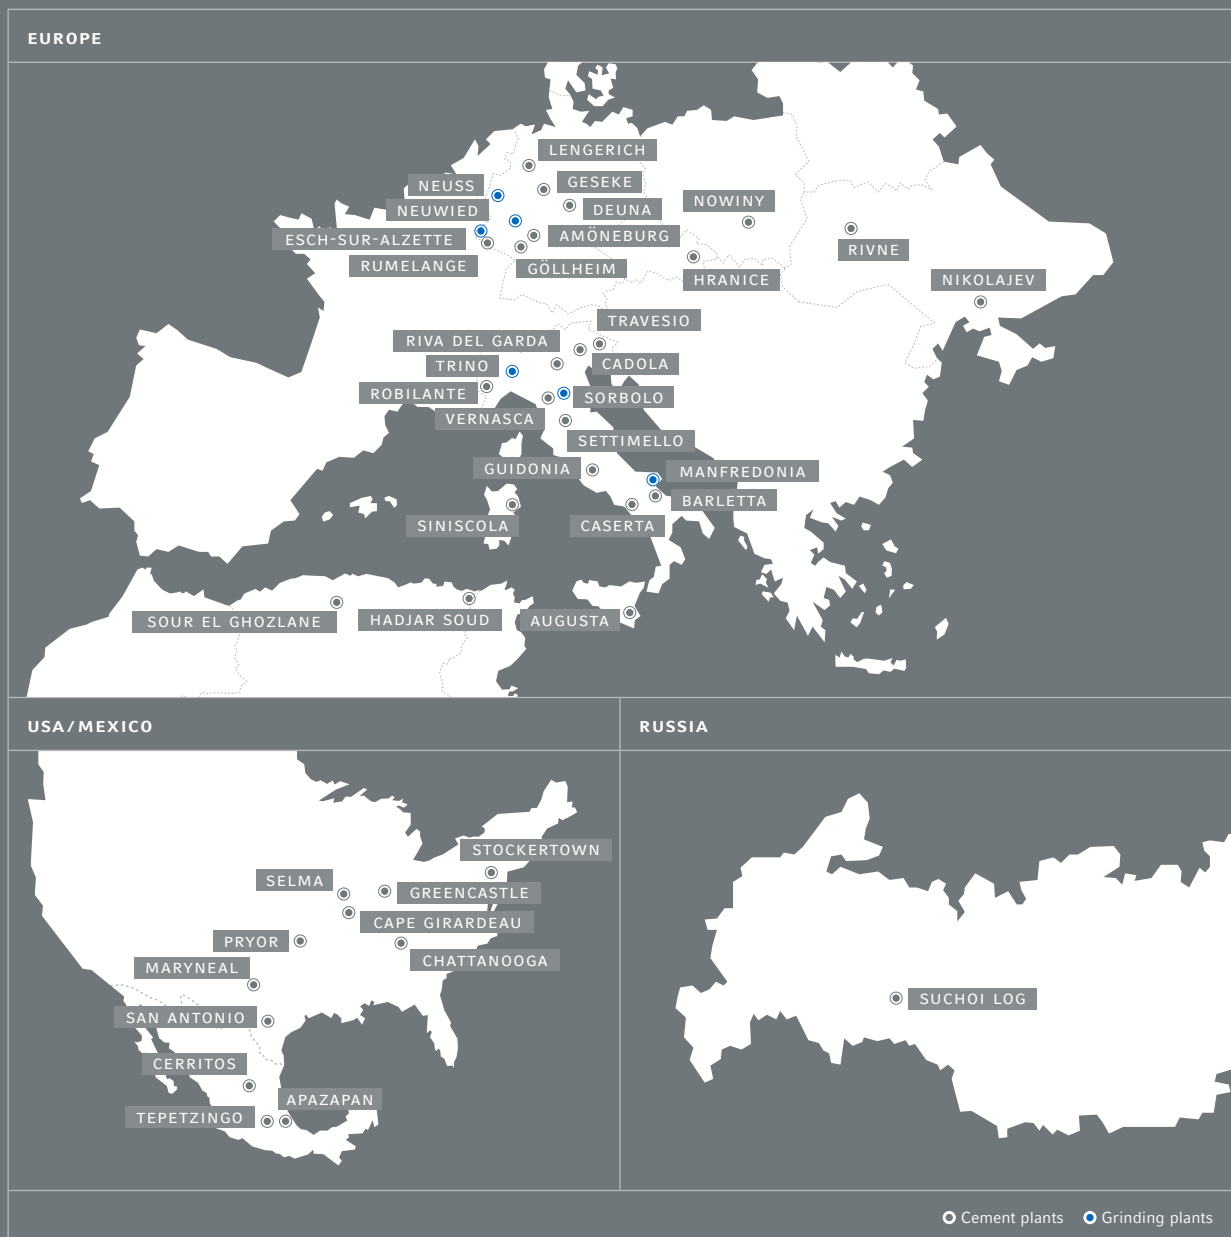 EUROPE
LENGERICH
NEUSS
GESEKE
NEUWIED
DEUNA
NOWINY
ESCH-SUR-ALZETTE
AMÖNEBURG
RIVNE
RUMELANGE
GÖLLHEIM
HRANICE
NIKOLAJEV
TRAVESIO
RIVA DEL GARDA
TRINO
CADOLA
ROBILANTE
SORBOLO
VERNASCA
SETTIMELLO
GUIDONIA
MANFREDONIA
BARLETTA
SINISCOLA
CASERTA
SOUR EL GHOZLANE
HADJAR SOUD
AUGUSTA
USA/MEXICO
STOCKERTOWN
SELMA
GREENCASTLE
CAPE GIRARDEAU
PRYOR
CHATTANOOGA
MARYNEAL
SAN ANTONIO
CERRITOS
APAZAPAN
TEPETZINGO
RUSSIA
SUCHOI LOG
Cement plants
Grinding plants